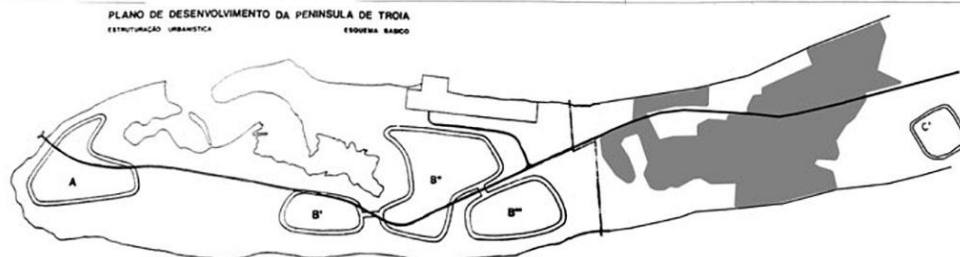 PLANO DE DESENVOLVIMENTO DA PENINSULA DE TROIA
ESTRUTURAÇÃO URBANISTICA ESQUEMA BASICO
A
B'
B"
B"'
C'